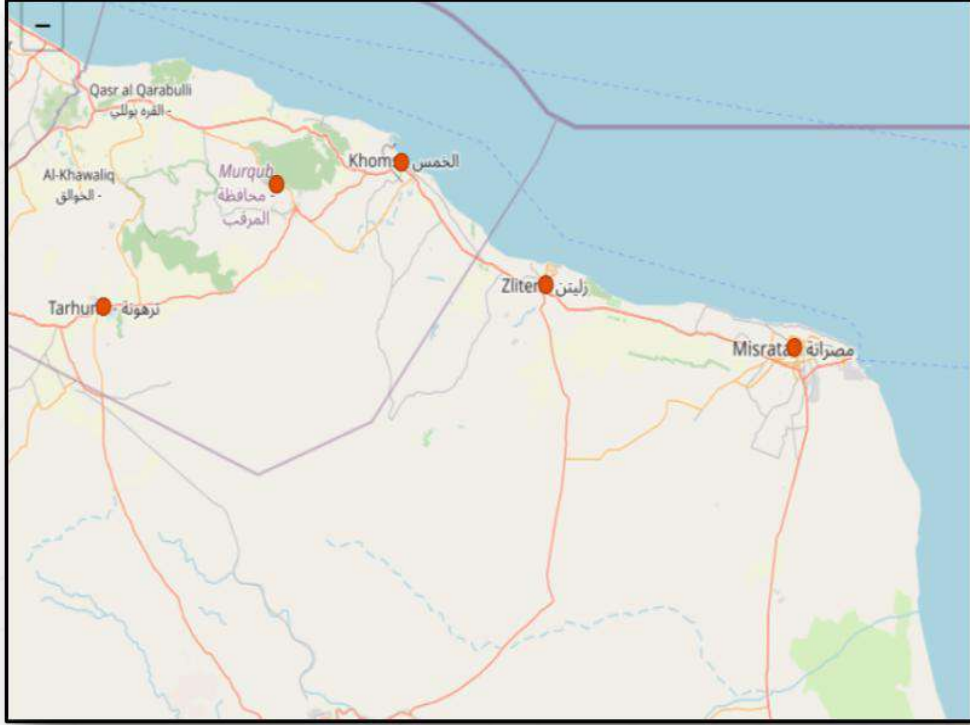 Qasr al Qarabulli
- القره بوللي
Al-Khawaliq
- الخوالق
Murqub
- محافظة
المرقب
Khoms الخمس
Tarhuna - ترهونة
Zliten زليتن
Misrata مصراتة